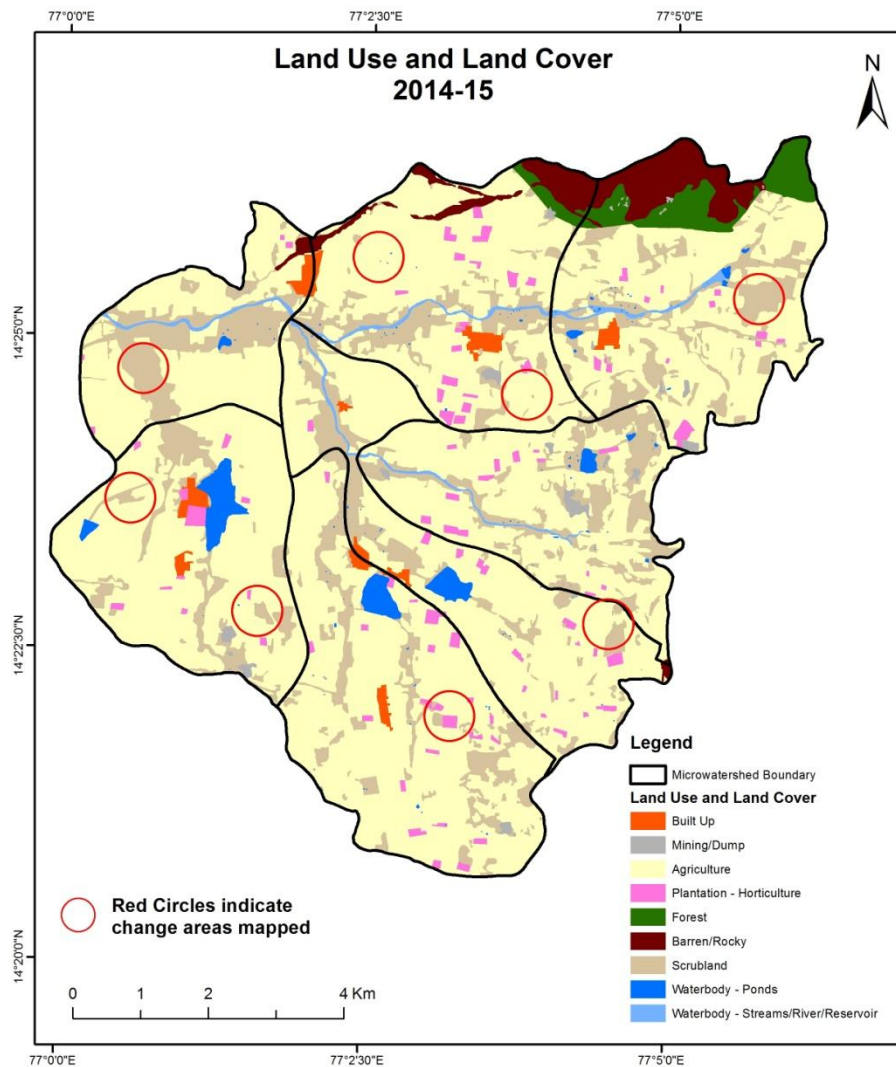 77°0'0"E 77°2'30"E 77°5'0"E
Land Use and Land Cover
2014-15
N
14°25'0"N
14°22'30"N
14°20'0"N
Legend
Microwatershed Boundary
Land Use and Land Cover
Built Up
Mining/Dump
Agriculture
Plantation - Horticulture
Forest
Barren/Rocky
Scrubland
Waterbody - Ponds
Waterbody - Streams/River/Reservoir
Red Circles indicate
change areas mapped
0 1 2 4 Km
77°0'0"E 77°2'30"E 77°5'0"E